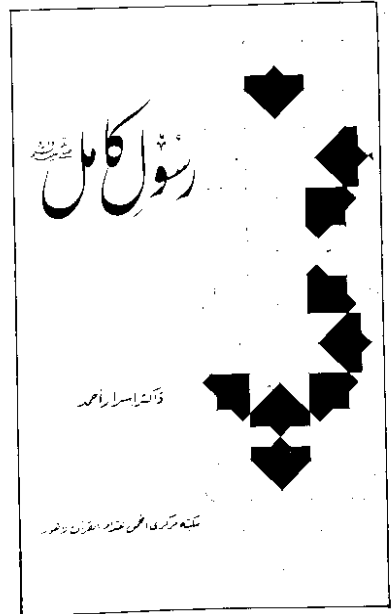 رسولِ کامل ﷺ
ڈاکٹر اسرار احمد
مکتبہ مرکزی انجمن خدام القرآن لاہور